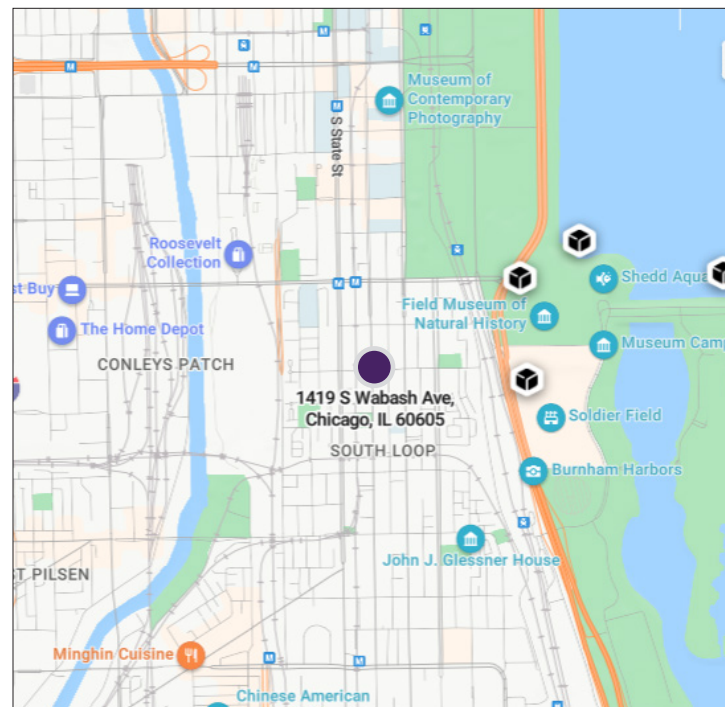 Museum of
Contemporary
Photography
S State St
Roosevelt
Collection
st Buy
The Home Depot
Shedd Aqua
Field Museum of
Natural History
Museum Camp
CONLEYS PATCH
1419 S Wabash Ave,
Chicago, IL 60605
SOUTH LOOP
Soldier Field
Burnham Harbors
John J. Glessner House
ST PILSEN
Minghin Cuisine
Chinese American